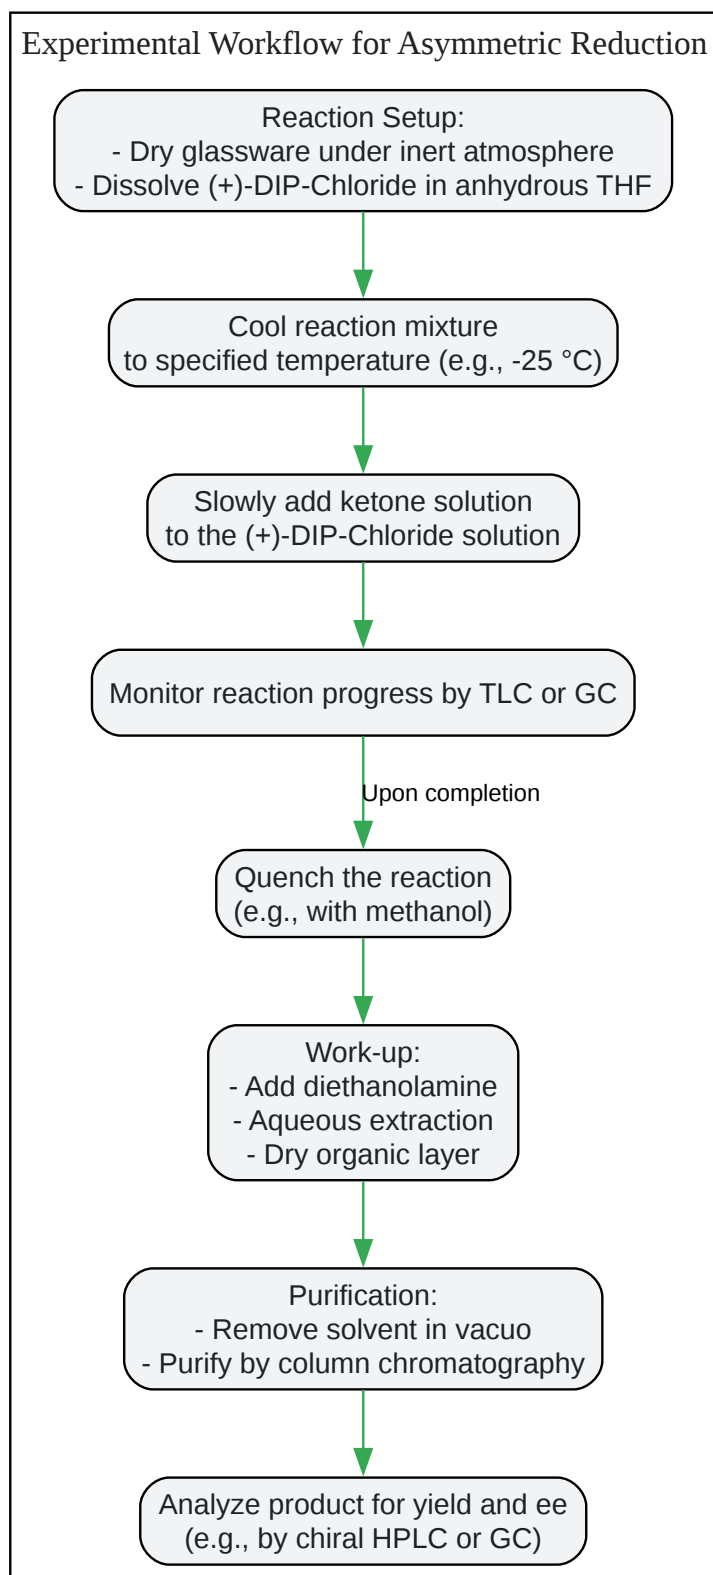 Experimental Workflow for Asymmetric Reduction
Reaction Setup:
- Dry glassware under inert atmosphere
- Dissolve (+)-DIP-Chloride in anhydrous THF
Cool reaction mixture
to specified temperature (e.g., -25 °C)
Slowly add ketone solution
to the (+)-DIP-Chloride solution
Monitor reaction progress by TLC or GC
Upon completion
Quench the reaction
(e.g., with methanol)
Work-up:
- Add diethanolamine
- Aqueous extraction
- Dry organic layer
Purification:
- Remove solvent in vacuo
- Purify by column chromatography
Analyze product for yield and ee
(e.g., by chiral HPLC or GC)